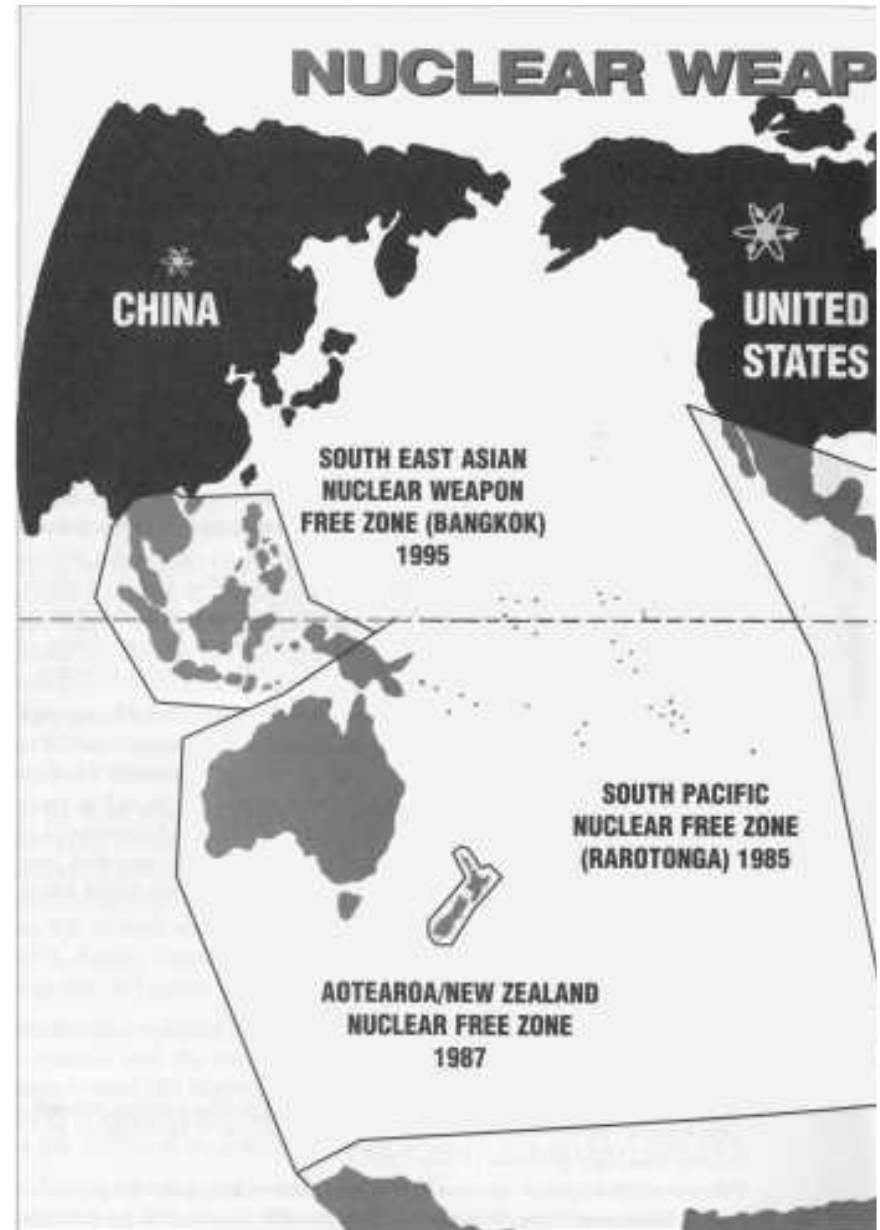 NUCLEAR WEAP
CHINA
UNITED
STATES
SOUTH EAST ASIAN
NUCLEAR WEAPON
FREE ZONE (BANGKOK)
1995
SOUTH PACIFIC
NUCLEAR FREE ZONE
(RAROTONGA) 1985
AOTEAROA/NEW ZEALAND
NUCLEAR FREE ZONE
1987